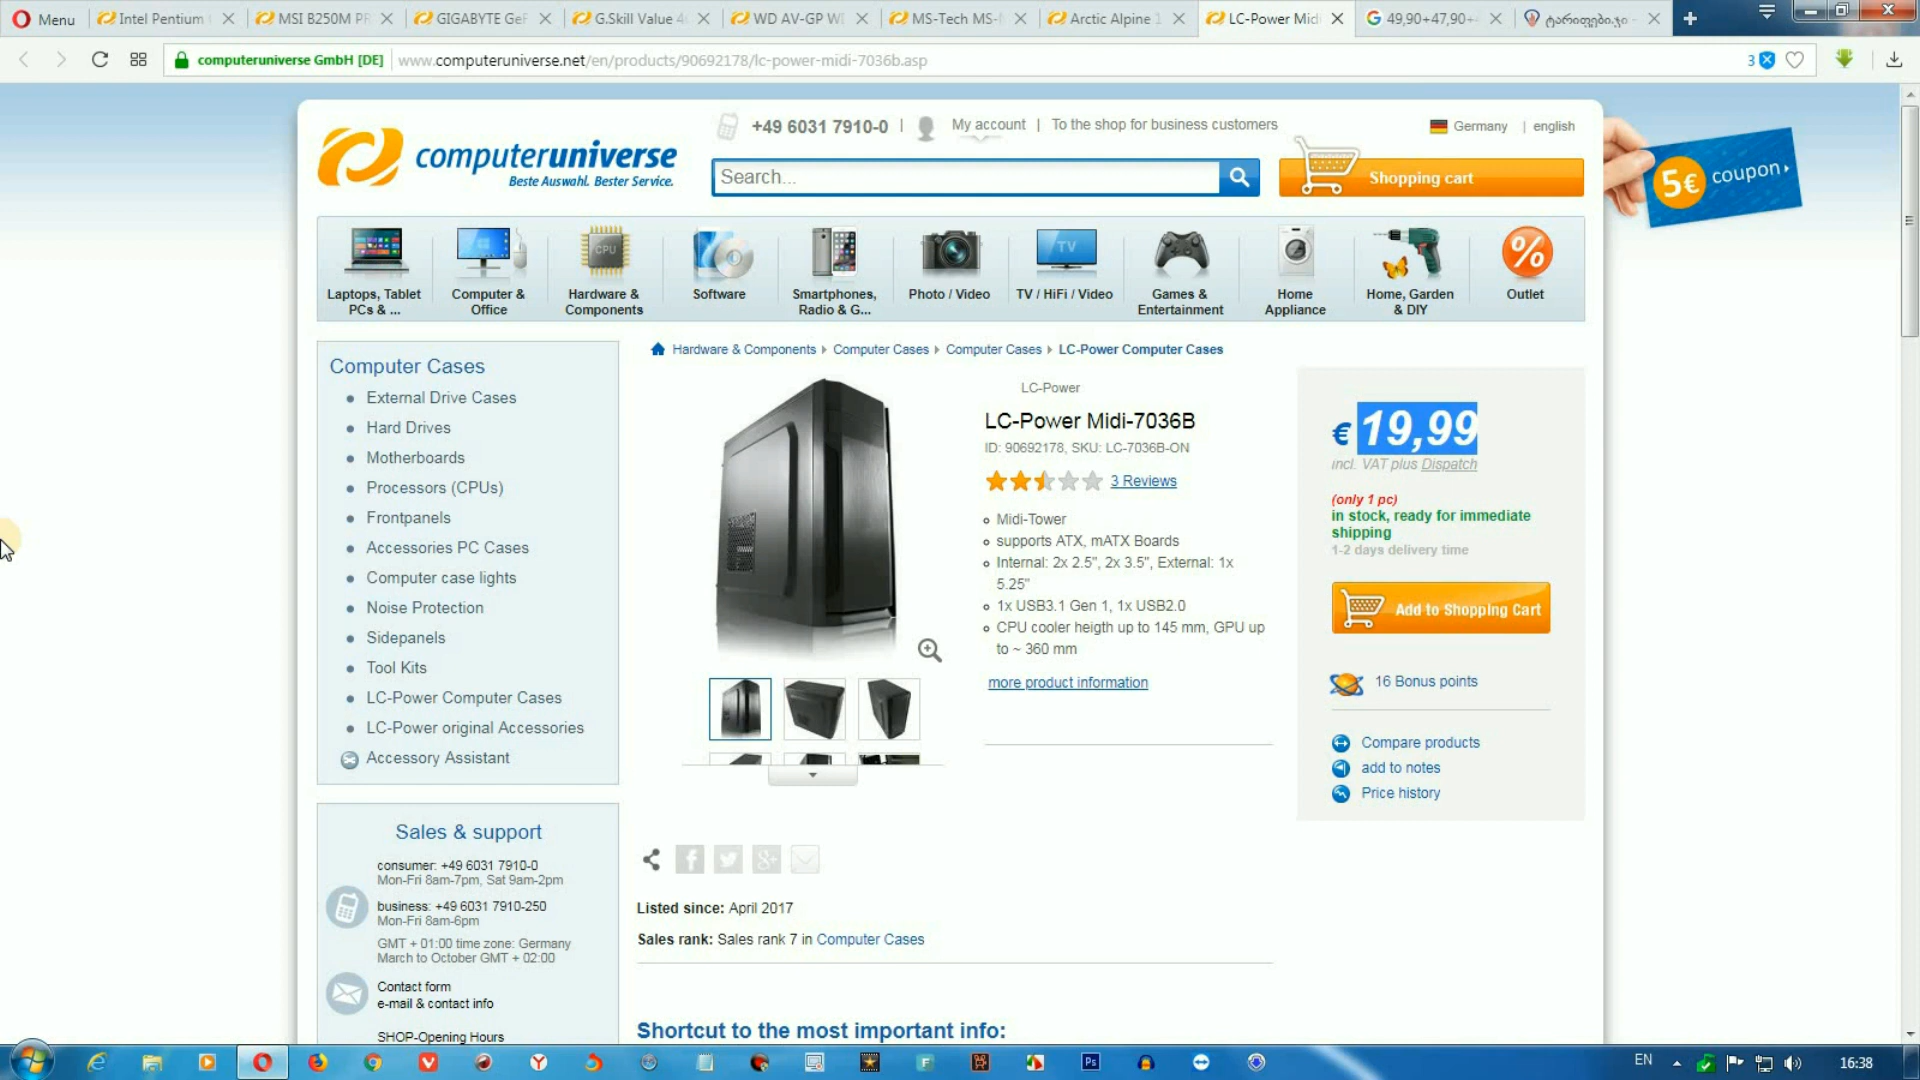 Menu
Intel Pentium
MSI B250M PR
GIGABYTE GeF
G.Skill Value 4
WD AV-GP WD
MS-Tech MS-
Arctic Alpine 1
LC-Power Midi
49,90+47,90+
ტარიფები.ჯი
computeruniverse GmbH [DE]
www.computeruniverse.net/en/products/90692178/lc-power-midi-7036b.asp
3
computeruniverse
Beste Auswahl. Bester Service.
+49 6031 7910-0 | My account | To the shop for business customers
Germany | english
Search...
Shopping cart
5€ coupon
Laptops, Tablet PCs & ...
Computer & Office
CPU
Hardware & Components
Software
Smartphones, Radio & G...
Photo / Video
TV
TV / HiFi / Video
Games & Entertainment
Home Appliance
Home, Garden & DIY
%
Outlet
Computer Cases
External Drive Cases
Hard Drives
Motherboards
Processors (CPUs)
Frontpanels
Accessories PC Cases
Computer case lights
Noise Protection
Sidepanels
Tool Kits
LC-Power Computer Cases
LC-Power original Accessories
Accessory Assistant
Sales & support
consumer: +49 6031 7910-0
Mon-Fri 8am-7pm, Sat 9am-2pm
business: +49 6031 7910-250
Mon-Fri 8am-6pm
GMT + 01:00 time zone: Germany
March to October GMT + 02:00
Contact form
e-mail & contact info
SHOP-Opening Hours
Hardware & Components Computer Cases Computer Cases LC-Power Computer Cases
LC-Power
LC-Power Midi-7036B
ID: 90692178, SKU: LC-7036B-ON
3 Reviews
Midi-Tower
supports ATX, mATX Boards
Internal: 2x 2.5", 2x 3.5", External: 1x
5.25"
1x USB3.1 Gen 1, 1x USB2.0
CPU cooler heigth up to 145 mm, GPU up
to ~ 360 mm
more product information
€ 19,99
incl. VAT plus Dispatch
(only 1 pc)
in stock, ready for immediate
shipping
1-2 days delivery time
Add to Shopping Cart
16 Bonus points
Compare products
add to notes
Price history
Listed since: April 2017
Sales rank: Sales rank 7 in Computer Cases
Shortcut to the most important info:
EN
16:38